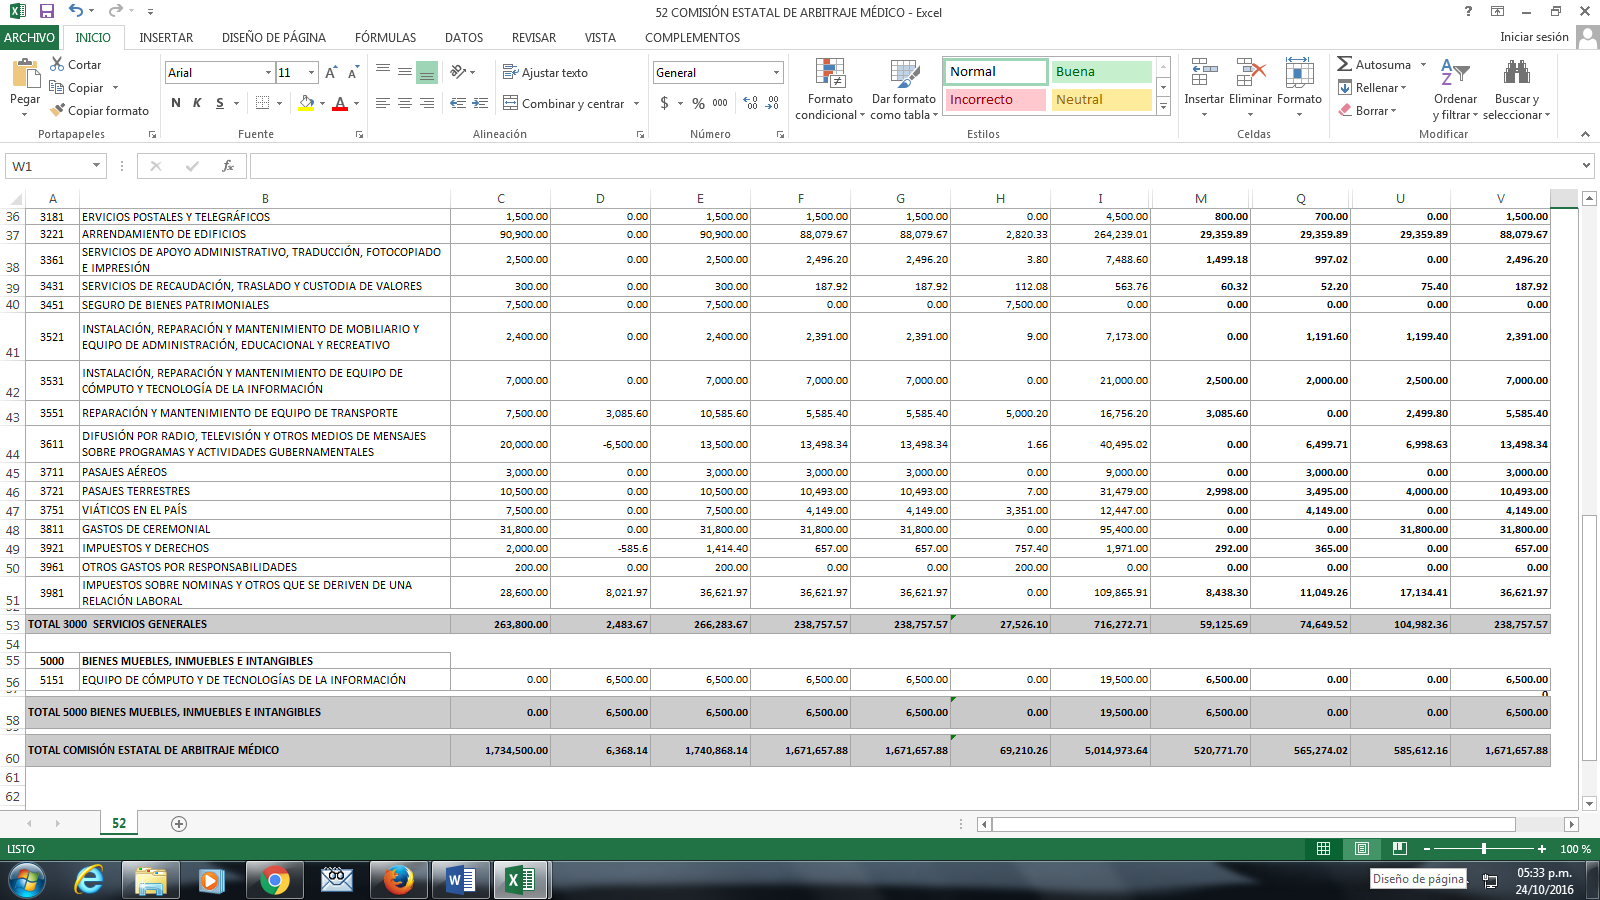 52 COMISIÓN ESTATAL DE ARBITRAJE MÉDICO - Excel
ARCHIVO INICIO INSERTAR DISEÑO DE PÁGINA FÓRMULAS DATOS REVISAR VISTA COMPLEMENTOS Iniciar sesión
Pegar Cortar Copiar Copiar formato
Arial 11 N K S
Ajustar texto
Combinar y centrar
General
$ % 000
Formato condicional Dar formato como tabla
Normal Buena
Incorrecto Neutral
Insertar Eliminar Formato
Autosuma
Rellenar
Borrar
Ordenar y filtrar Buscar y seleccionar
Portapapeles Fuente Alineación Número Estilos Celdas Modificar
W1 fx
A B C D E F G H I M Q U V
36 3181 ERVICIOS POSTALES Y TELEGRÁFICOS 1,500.00 0.00 1,500.00 1,500.00 1,500.00 0.00 4,500.00 800.00 700.00 0.00 1,500.00
37 3221 ARRENDAMIENTO DE EDIFICIOS 90,900.00 0.00 90,900.00 88,079.67 88,079.67 2,820.33 264,239.01 29,359.89 29,359.89 29,359.89 88,079.67
38 3361 SERVICIOS DE APOYO ADMINISTRATIVO, TRADUCCIÓN, FOTOCOPIADO
E IMPRESIÓN 2,500.00 0.00 2,500.00 2,496.20 2,496.20 3.80 7,488.60 1,499.18 997.02 0.00 2,496.20
39 3431 SERVICIOS DE RECAUDACIÓN, TRASLADO Y CUSTODIA DE VALORES 300.00 0.00 300.00 187.92 187.92 112.08 563.76 60.32 52.20 75.40 187.92
40 3451 SEGURO DE BIENES PATRIMONIALES 7,500.00 0.00 7,500.00 0.00 0.00 7,500.00 0.00 0.00 0.00 0.00 0.00
41 3521 INSTALACIÓN, REPARACIÓN Y MANTENIMIENTO DE MOBILIARIO Y
EQUIPO DE ADMINISTRACIÓN, EDUCACIONAL Y RECREATIVO 2,400.00 0.00 2,400.00 2,391.00 2,391.00 9.00 7,173.00 0.00 1,191.60 1,199.40 2,391.00
42 3531 INSTALACIÓN, REPARACIÓN Y MANTENIMIENTO DE EQUIPO DE
CÓMPUTO Y TECNOLOGÍA DE LA INFORMACIÓN 7,000.00 0.00 7,000.00 7,000.00 7,000.00 0.00 21,000.00 2,500.00 2,000.00 2,500.00 7,000.00
43 3551 REPARACIÓN Y MANTENIMIENTO DE EQUIPO DE TRANSPORTE 7,500.00 3,085.60 10,585.60 5,585.40 5,585.40 5,000.20 16,756.20 3,085.60 0.00 2,499.80 5,585.40
44 3611 DIFUSIÓN POR RADIO, TELEVISIÓN Y OTROS MEDIOS DE MENSAJES
SOBRE PROGRAMAS Y ACTIVIDADES GUBERNAMENTALES 20,000.00 -6,500.00 13,500.00 13,498.34 13,498.34 1.66 40,495.02 0.00 6,499.71 6,998.63 13,498.34
45 3711 PASAJES AÉREOS 3,000.00 0.00 3,000.00 3,000.00 3,000.00 0.00 9,000.00 0.00 3,000.00 0.00 3,000.00
46 3721 PASAJES TERRESTRES 10,500.00 0.00 10,500.00 10,493.00 10,493.00 7.00 31,479.00 2,998.00 3,495.00 4,000.00 10,493.00
47 3751 VIÁTICOS EN EL PAÍS 7,500.00 0.00 7,500.00 4,149.00 4,149.00 3,351.00 12,447.00 0.00 4,149.00 0.00 4,149.00
48 3811 GASTOS DE CEREMONIAL 31,800.00 0.00 31,800.00 31,800.00 31,800.00 0.00 95,400.00 0.00 0.00 31,800.00 31,800.00
49 3921 IMPUESTOS Y DERECHOS 2,000.00 -585.6 1,414.40 657.00 657.00 757.40 1,971.00 292.00 365.00 0.00 657.00
50 3961 OTROS GASTOS POR RESPONSABILIDADES 200.00 0.00 200.00 0.00 0.00 200.00 0.00 0.00 0.00 0.00 0.00
51 3981 IMPUESTOS SOBRE NOMINAS Y OTROS QUE SE DERIVEN DE UNA
RELACIÓN LABORAL 28,600.00 8,021.97 36,621.97 36,621.97 36,621.97 0.00 109,865.91 8,438.30 11,049.26 17,134.41 36,621.97
53 TOTAL 3000 SERVICIOS GENERALES 263,800.00 2,483.67 266,283.67 238,757.57 238,757.57 27,526.10 716,272.71 59,125.69 74,649.52 104,982.36 238,757.57
54
55 5000 BIENES MUEBLES, INMUEBLES E INTANGIBLES
56 5151 EQUIPO DE CÓMPUTO Y DE TECNOLOGÍAS DE LA INFORMACIÓN 0.00 6,500.00 6,500.00 6,500.00 6,500.00 0.00 19,500.00 6,500.00 0.00 0.00 6,500.00
58 TOTAL 5000 BIENES MUEBLES, INMUEBLES E INTANGIBLES 0.00 6,500.00 6,500.00 6,500.00 6,500.00 0.00 19,500.00 6,500.00 0.00 0.00 6,500.00
60 TOTAL COMISIÓN ESTATAL DE ARBITRAJE MÉDICO 1,734,500.00 6,368.14 1,740,868.14 1,671,657.88 1,671,657.88 69,210.26 5,014,973.64 520,771.70 565,274.02 585,612.16 1,671,657.88
61
62
52
LISTO 100 %
Diseño de página
05:33 p.m.
24/10/2016